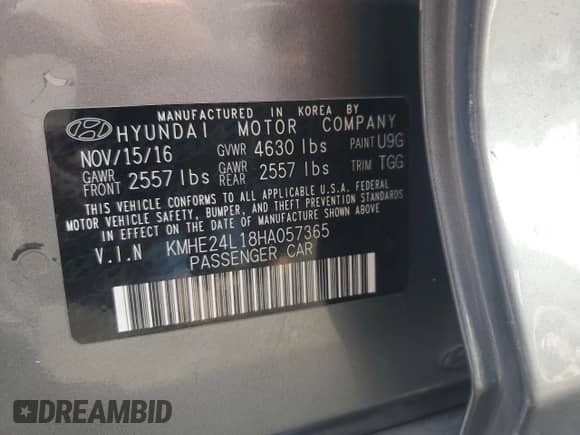 MANUFACTURED IN KOREA BY
HYUNDAI MOTOR COMPANY
NOV/15/16 GVWR 4630 lbs PAINT U9G
GAWR FRONT 2557 lbs GAWR REAR 2557 lbs TRIM TGG
THIS VEHICLE CONFORMS TO ALL APPLICABLE U.S.A. FEDERAL
MOTOR VEHICLE SAFETY, BUMPER, AND THEFT PREVENTION STANDARDS
IN EFFECT ON THE DATE OF MANUFACTURE SHOWN ABOVE.
V.I.N KMHE24L18HA057365
PASSENGER CAR
DREAMBID